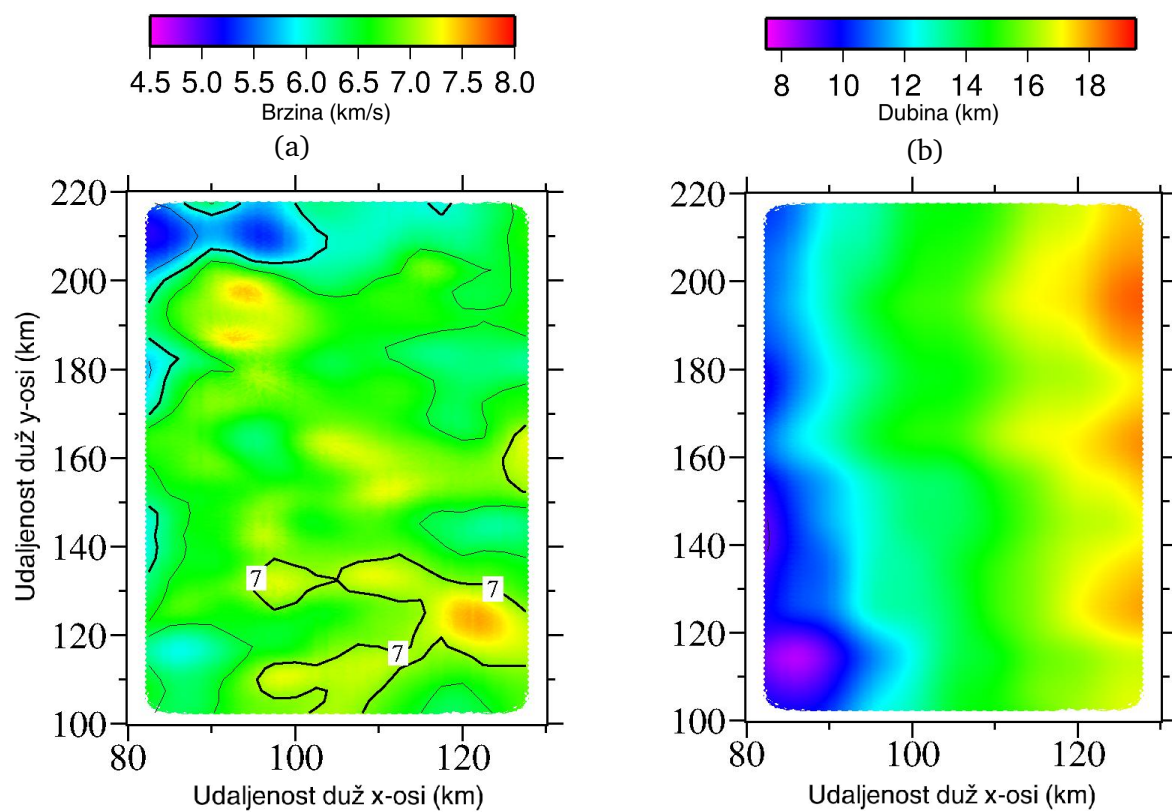 4.5 5.0 5.5 6.0 6.5 7.0 7.5 8.0
Brzina (km/s)
(a)
220
200
180
160
140
120
100
80 100 120
Udaljenost duž y-osi (km)
Udaljenost duž x-osi (km)
7
7
7
8 10 12 14 16 18
Dubina (km)
(b)
220
200
180
160
140
120
100
80 100 120
Udaljenost duž x-osi (km)